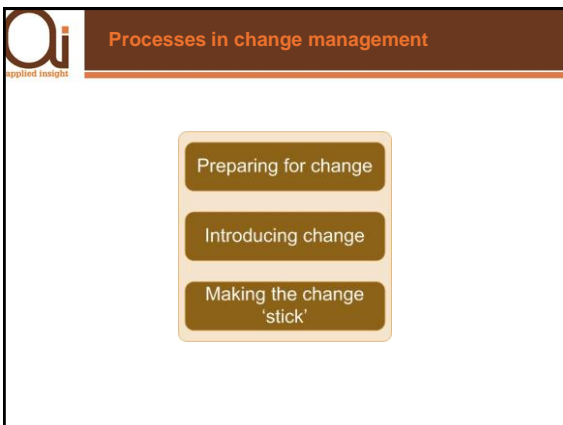 ai
applied insight
Processes in change management
Preparing for change
Introducing change
Making the change
‘stick’